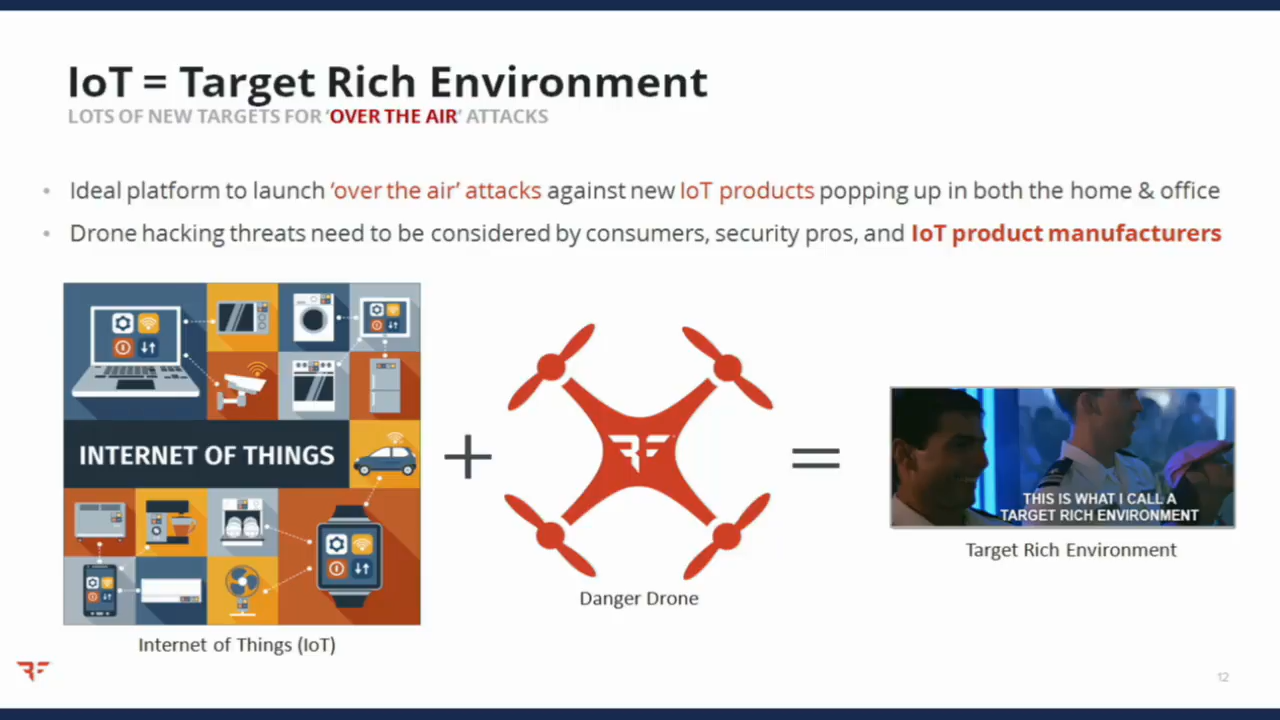 IoT = Target Rich Environment
LOTS OF NEW TARGETS FOR ‘OVER THE AIR’ ATTACKS
• Ideal platform to launch ‘over the air’ attacks against new IoT products popping up in both the home & office
• Drone hacking threats need to be considered by consumers, security pros, and IoT product manufacturers
INTERNET OF THINGS
Internet of Things (IoT)
+
RF
Danger Drone
=
THIS IS WHAT I CALL A
TARGET RICH ENVIRONMENT
Target Rich Environment
RF
12